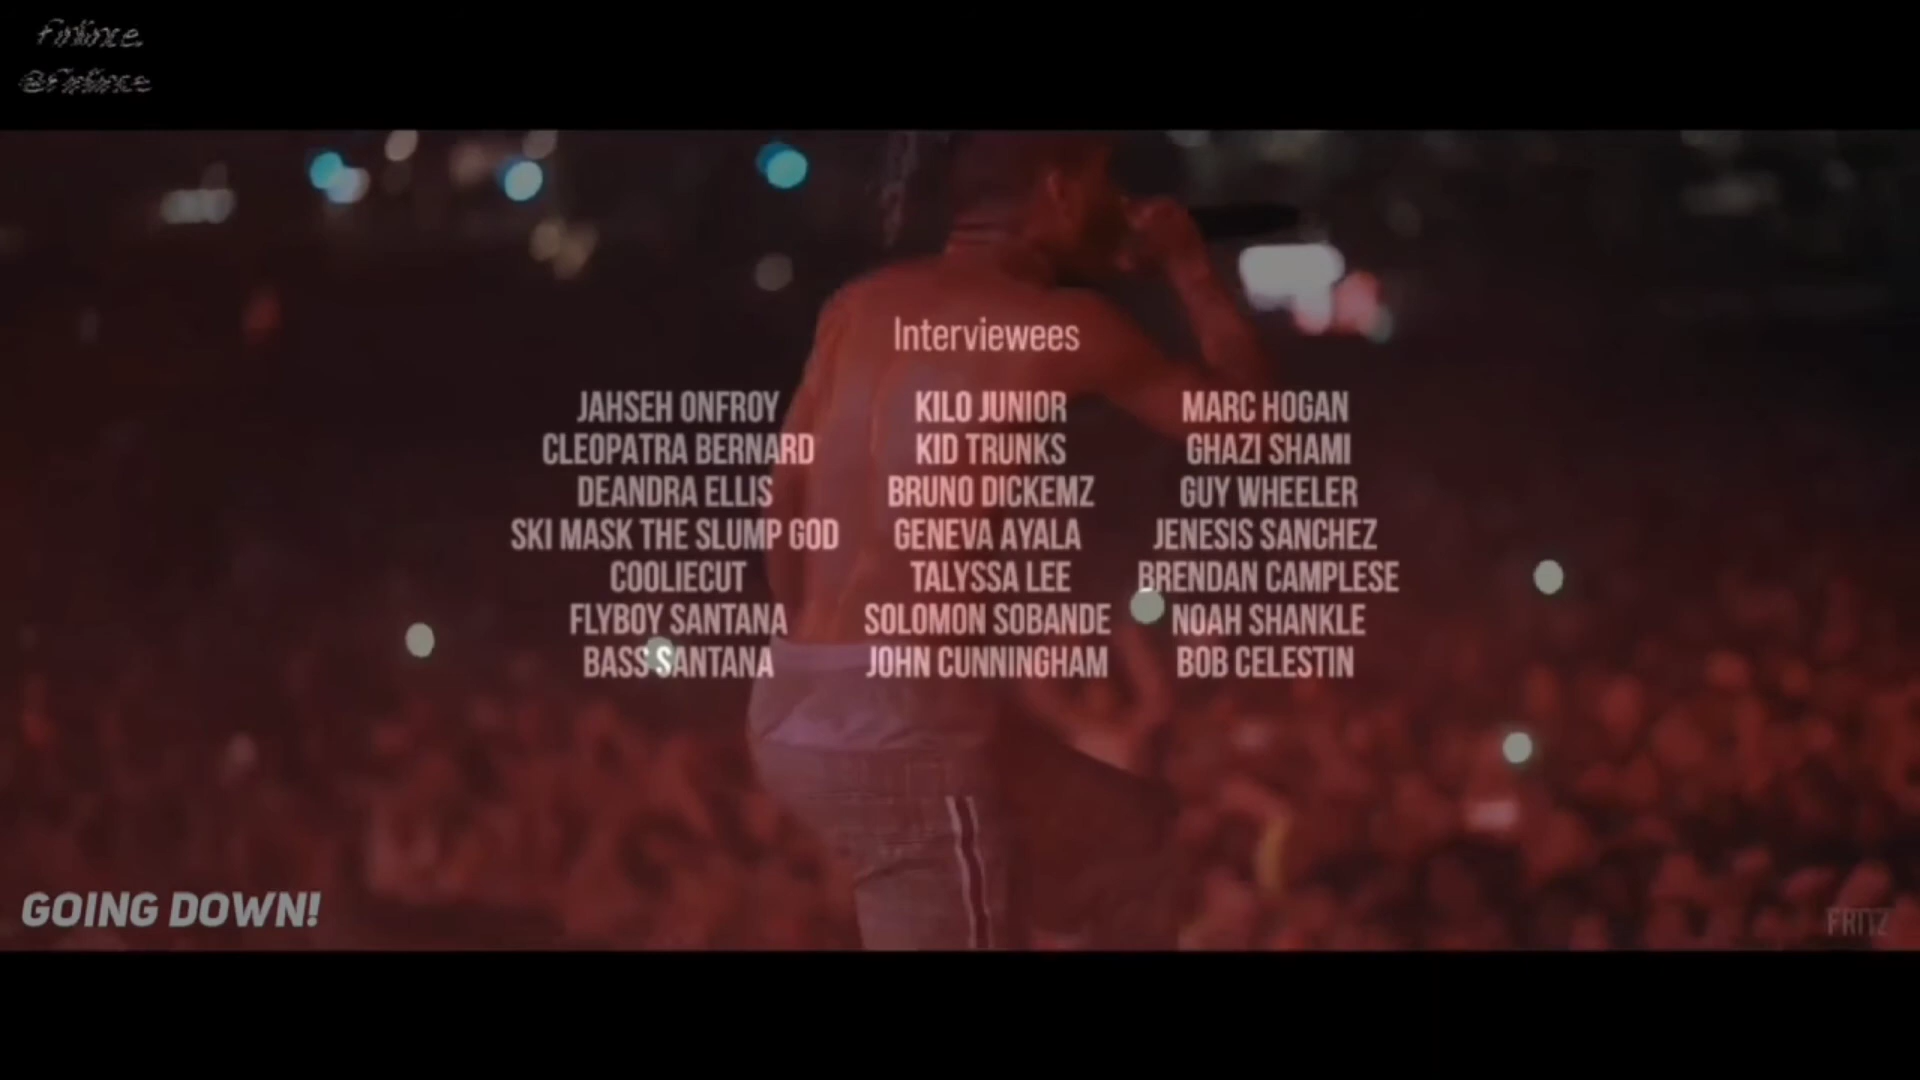 Interviewees
JAHSEH ONFROY
CLEOPATRA BERNARD
DEANDRA ELLIS
SKI MASK THE SLUMP GOD
COOLIECUT
FLYBOY SANTANA
BASS SANTANA
KILO JUNIOR
KID TRUNKS
BRUNO DICKEMZ
GENEVA AYALA
TALYSSA LEE
SOLOMON SOBANDE
JOHN CUNNINGHAM
MARC HOGAN
GHAZI SHAMI
GUY WHEELER
JENESIS SANCHEZ
BRENDAN CAMPLESE
NOAH SHANKLE
BOB CELESTIN
GOING DOWN!
FRITZ